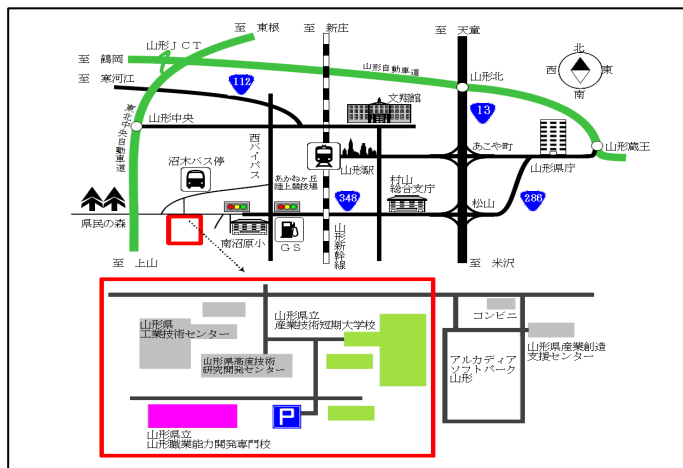 至 東根
至 新庄
至 天童
山形JCT
至 鶴岡
至 寒河江
山形自動車道
山形北
北
西 東
南
112
13
文翔館
山形中央
東北中央自動車道
西バイパス
沼木バス停
あかねヶ丘
陸上競技場
山形駅
あこや町
山形県庁
山形蔵王
村山
総合支庁
348
286
松山
県民の森
南沼原小
GS
山形新幹線
至 上山
至 米沢
山形県
工業技術センター
山形県立
産業技術短期大学校
山形県高度技術
研究開発センター
P
山形県立
山形職業能力開発専門校
コンビニ
山形県産業創造
支援センター
アルカディア
ソフトパーク
山形